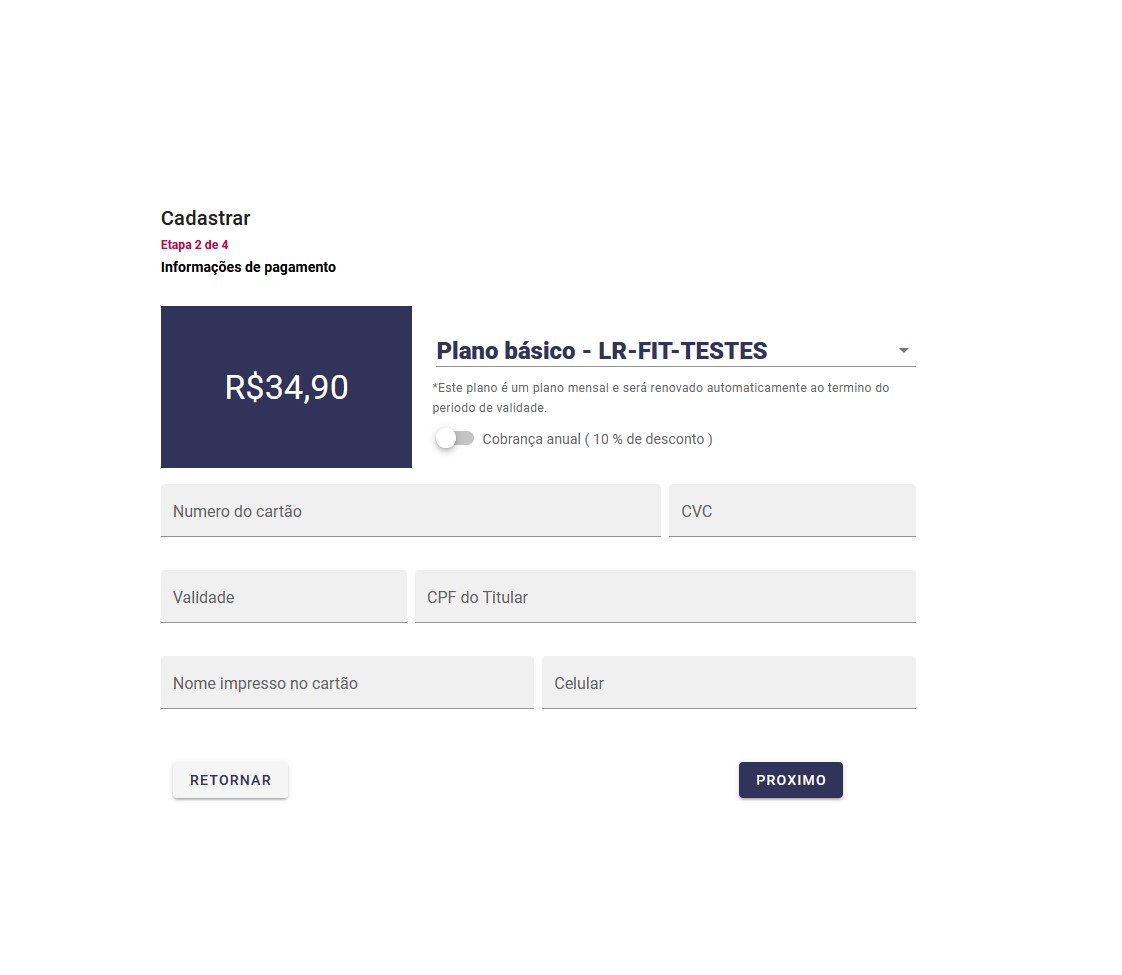 Cadastrar
Etapa 2 de 4
Informações de pagamento
R$34,90
Plano básico - LR-FIT-TESTES
*Este plano é um plano mensal e será renovado automaticamente ao termino do
periodo de validade.
Cobrança anual ( 10 % de desconto )
Numero do cartão
CVC
Validade
CPF do Titular
Nome impresso no cartão
Celular
RETORNAR
PROXIMO